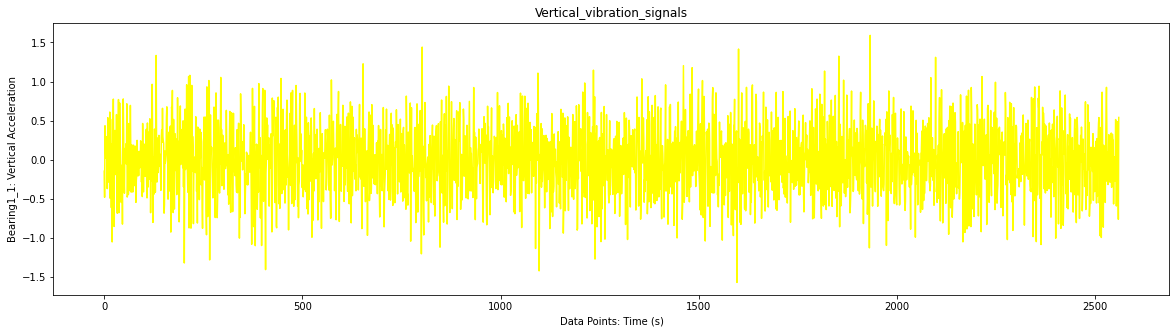 Vertical_vibration_signals
Bearing1_1: Vertical Acceleration
1.5
1.0
0.5
0.0
−0.5
−1.0
−1.5
0 500 1000 1500 2000 2500
Data Points: Time (s)